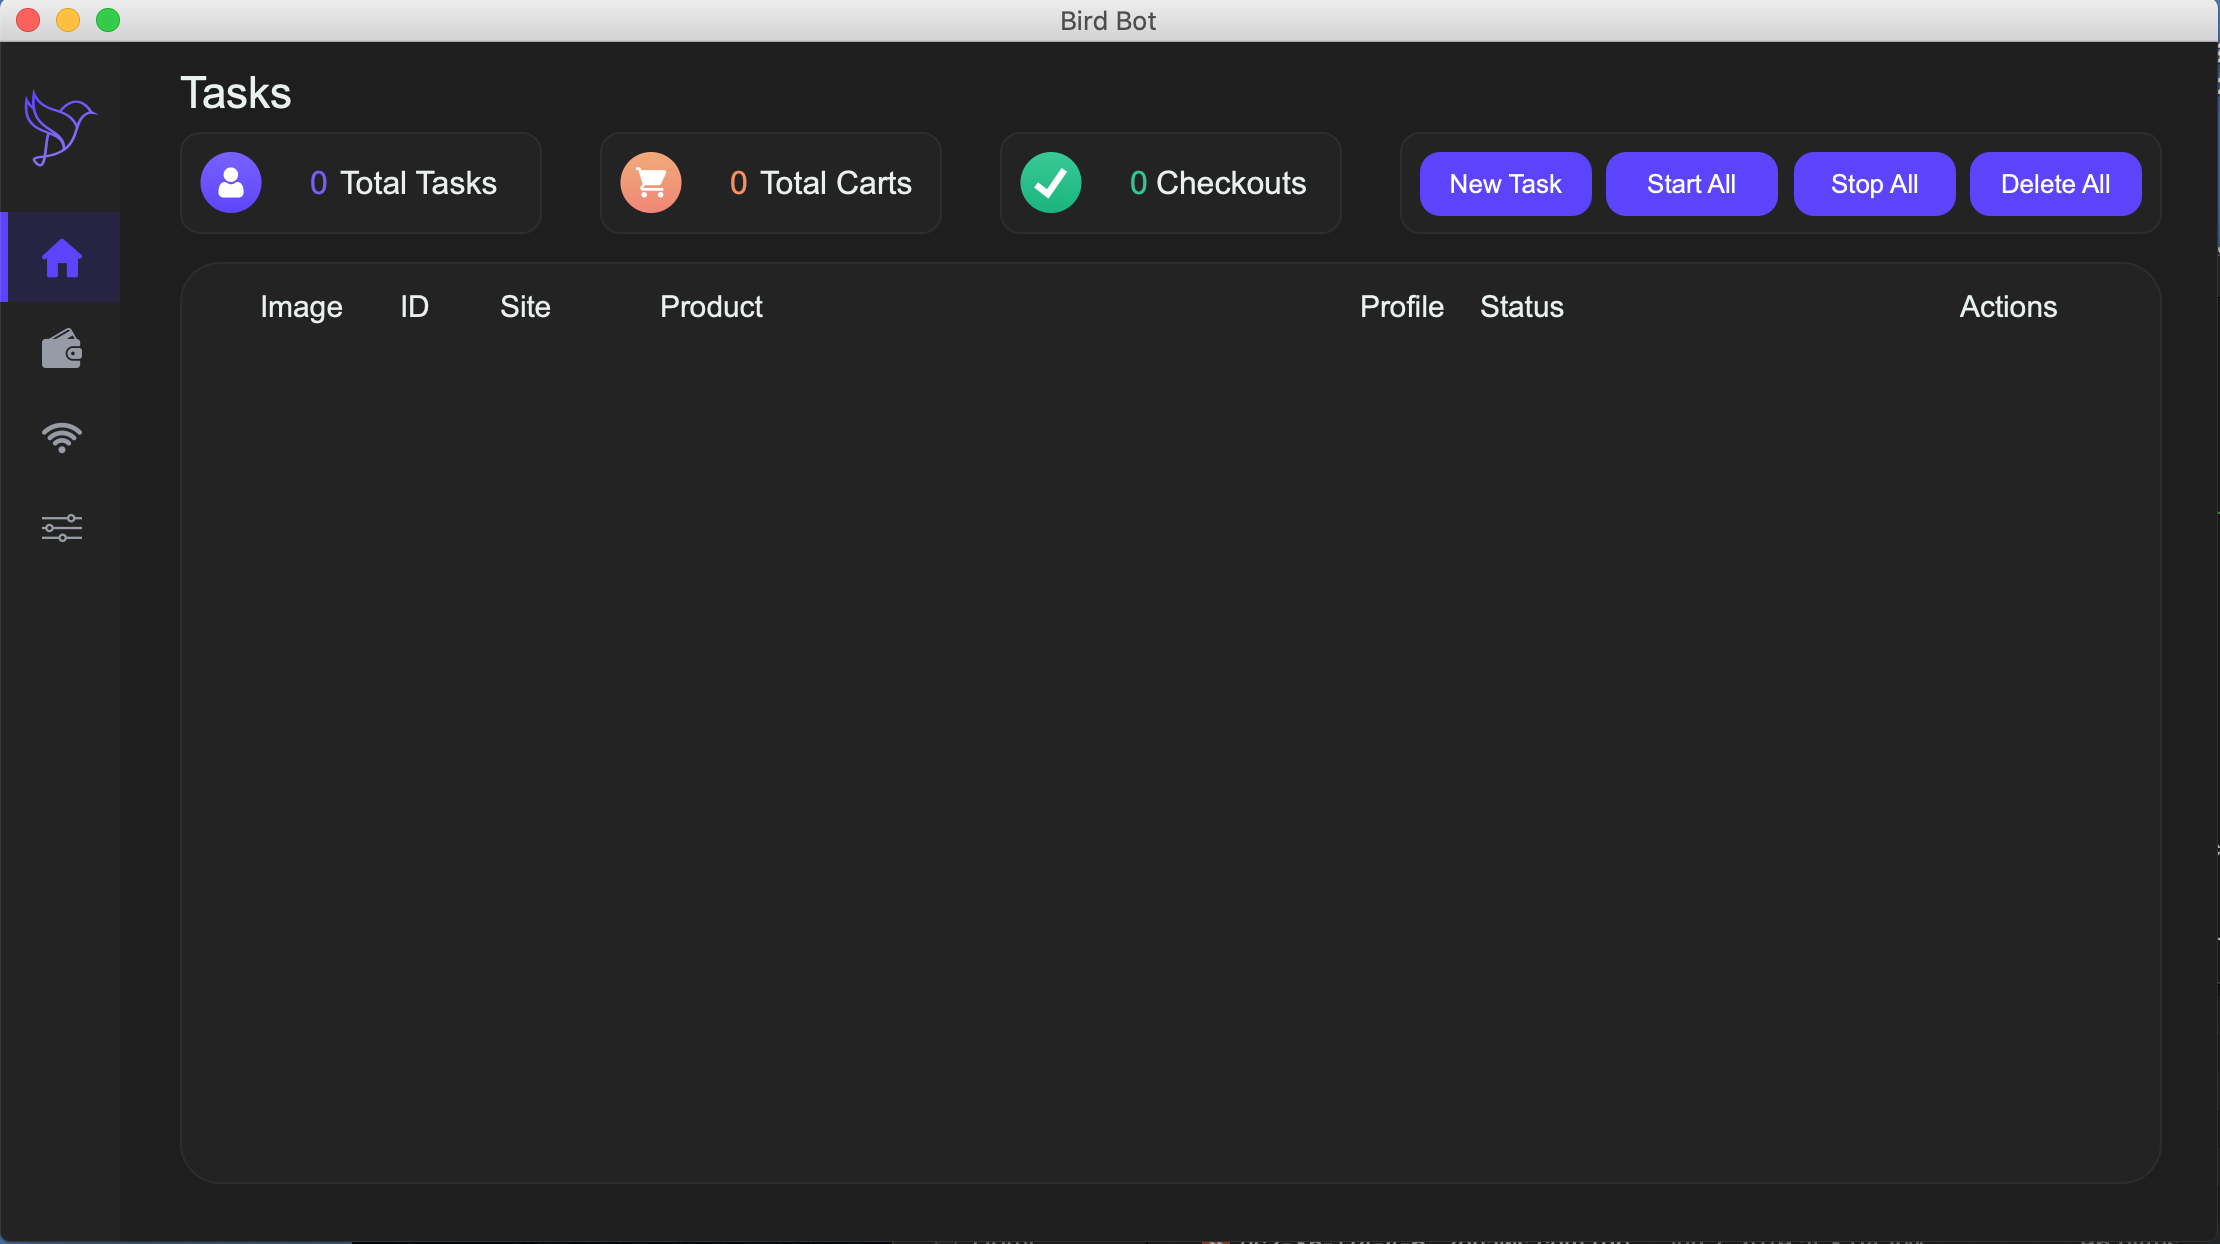 Bird Bot
Tasks
0 Total Tasks
0 Total Carts
0 Checkouts
New Task
Start All
Stop All
Delete All
Image ID Site Product Profile Status Actions